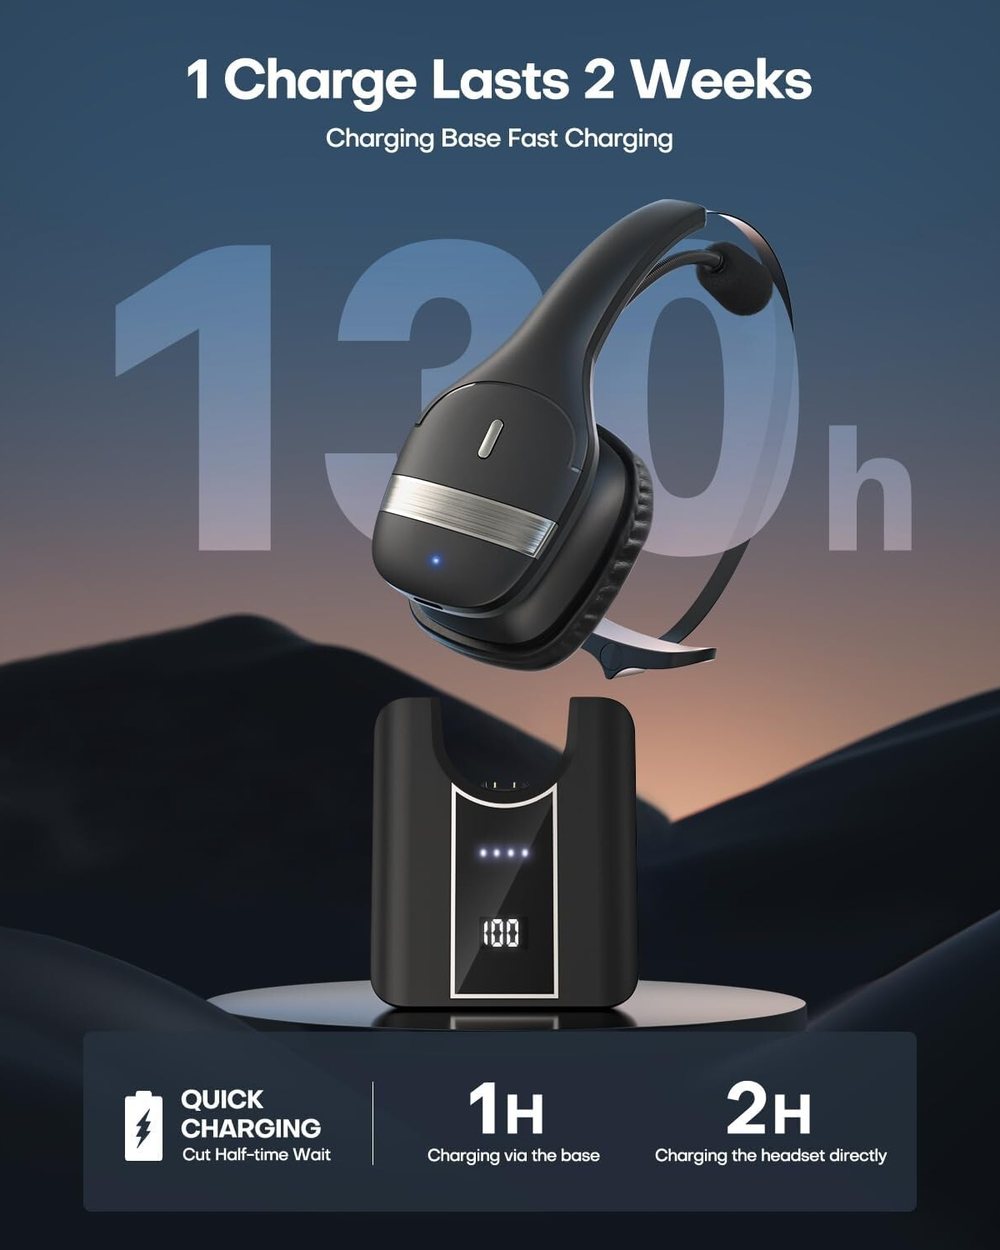 1 Charge Lasts 2 Weeks
Charging Base Fast Charging
130h
100
QUICK
CHARGING
Cut Half-time Wait
1H
Charging via the base
2H
Charging the headset directly